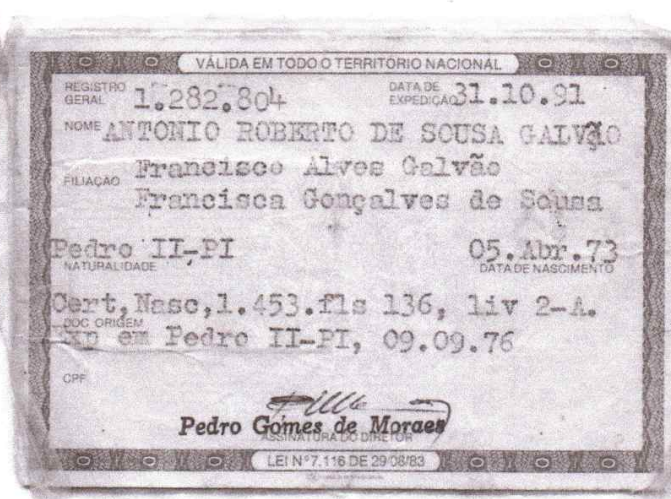 VÁLIDA EM TODO O TERRITÓRIO NACIONAL
REGISTRO GERAL 1.282.804 DATA DE EXPEDIÇÃO 31.10.91
NOME ANTONIO ROBERTO DE SOUSA GALVÃO
FILIAÇÃO Francisco Alves Galvão
Francisca Gonçalves de Sousa
Pedro II-PI 05.Abr.73
NATURALIDADE DATA DE NASCIMENTO
Cert,Nasc,1.453.fls 136, liv 2-A.
DOC ORIGEM
Exp em Pedro II-PI, 09.09.76
CPF
Pedro Gomes de Moraes
ASSINATURA DO DIRETOR
LEI Nº 7.116 DE 29/08/83